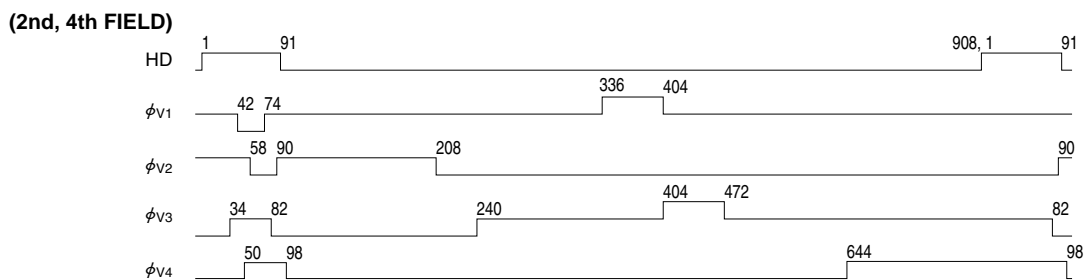 (2nd, 4th FIELD)
HD 1 91 908, 1 91
ϕV1 42 74 336 404
ϕV2 58 90 208 90
ϕV3 34 82 240 404 472 82
ϕV4 50 98 644 98